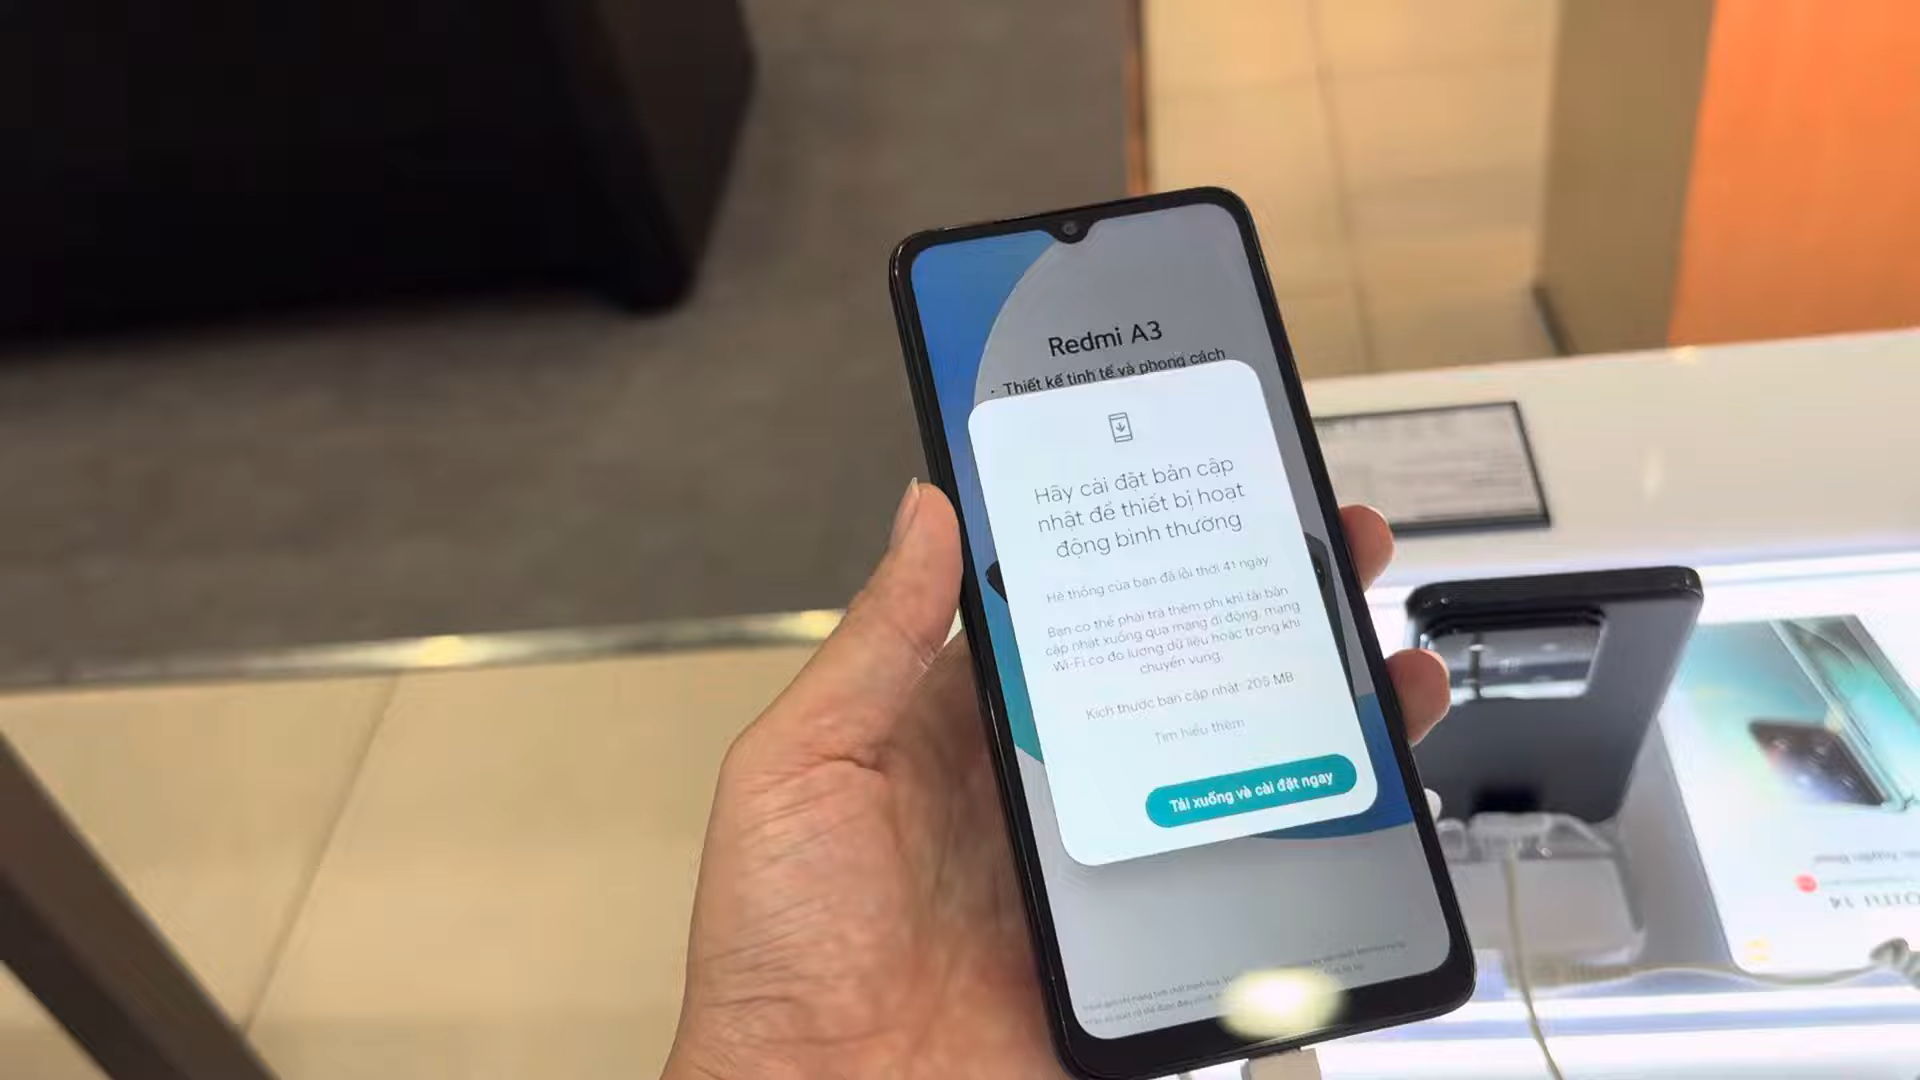 Redmi A3
· Thiết kế tinh tế và phong cách
Hãy cài đặt bản cập
nhật để thiết bị hoạt
động bình thường
Hệ thống của bạn đã lỗi thời 41 ngày
Bạn có thể phải trả thêm phí khi tải bản
cập nhật xuống qua mạng di động, mạng
Wi-Fi có đo lượng dữ liệu hoặc trong khi
chuyển vùng.
Kích thước bản cập nhật: 205 MB
Tìm hiểu thêm
Tải xuống và cài đặt ngay